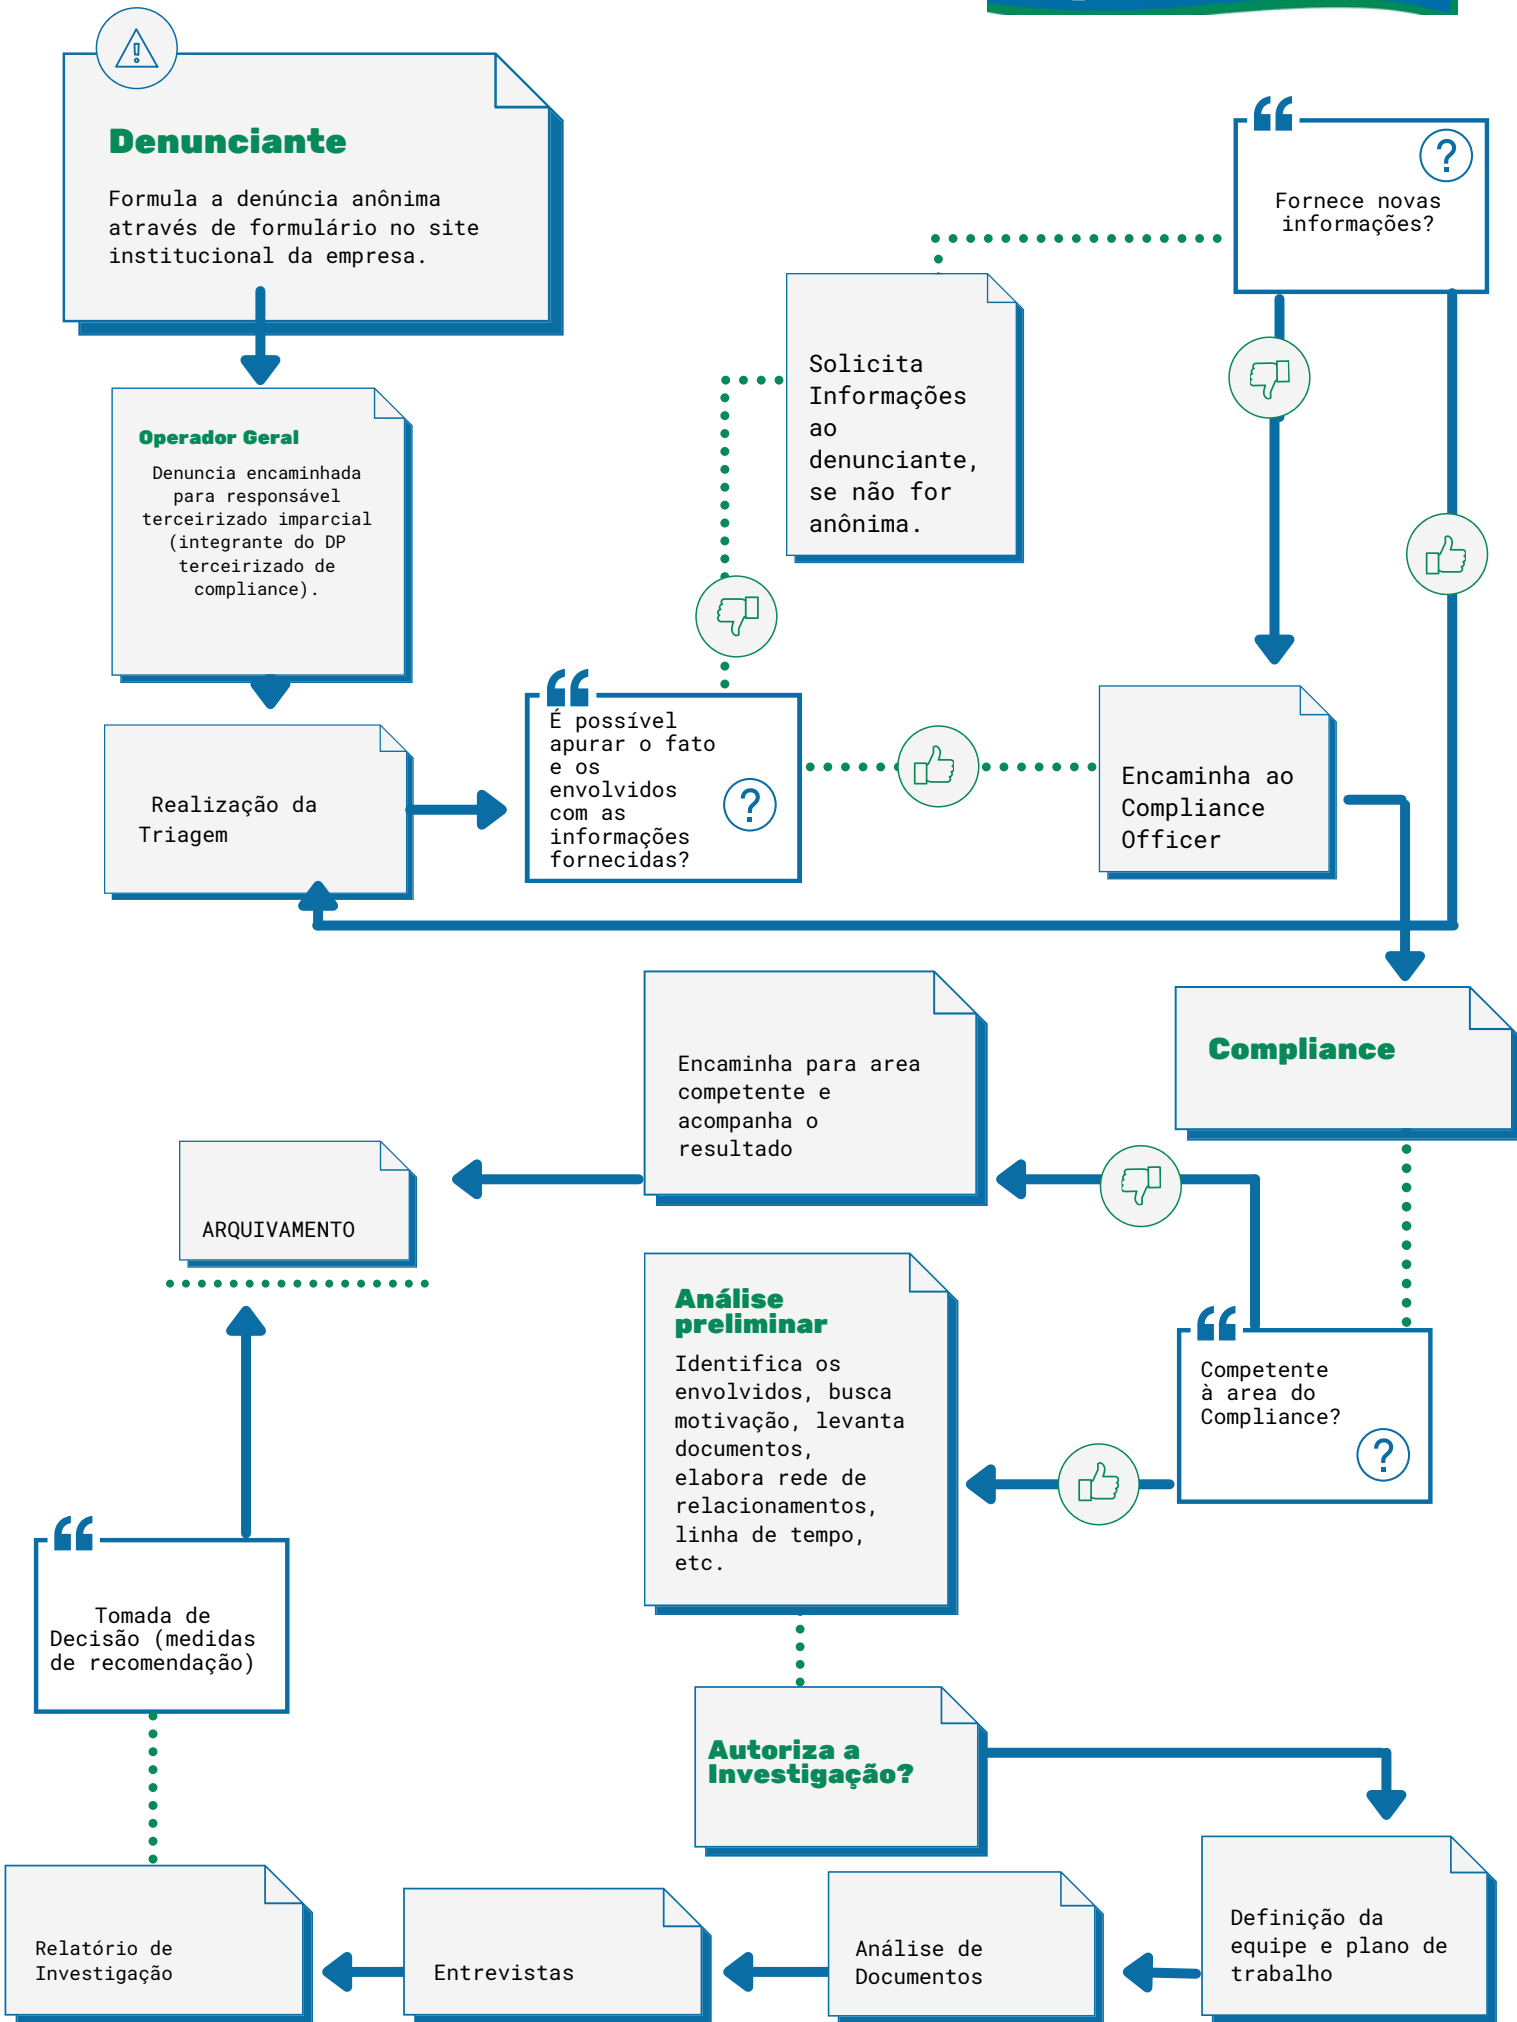 Denunciante
Formula a denúncia anônima
através de formulário no site
institucional da empresa.
Fornece novas
informações?
Solicita
Informações
ao
denunciante,
se não for
anônima.
Operador Geral
Denuncia encaminhada
para responsável
terceirizado imparcial
(integrante do DP
terceirizado de
compliance).
Realização da
Triagem
É possível
apurar o fato
e os
envolvidos
com as
informações
fornecidas?
Encaminha ao
Compliance
Officer
Compliance
Encaminha para area
competente e
acompanha o
resultado
ARQUIVAMENTO
Competente
à area do
Compliance?
Análise
preliminar
Identifica os
envolvidos, busca
motivação, levanta
documentos,
elabora rede de
relacionamentos,
linha de tempo,
etc.
Tomada de
Decisão (medidas
de recomendação)
Autoriza a
Investigação?
Definição da
equipe e plano de
trabalho
Análise de
Documentos
Entrevistas
Relatório de
Investigação